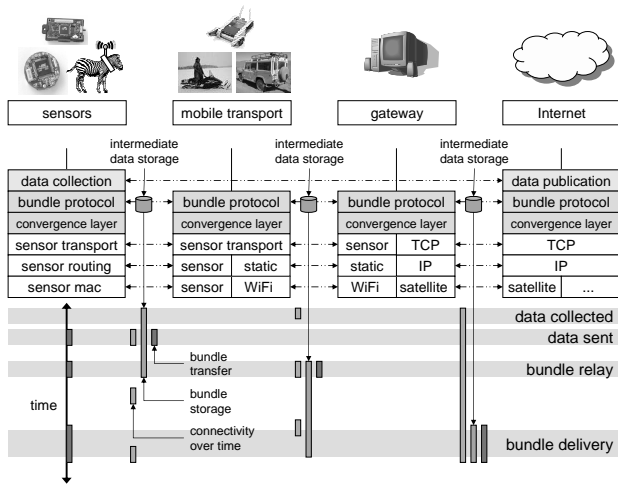 sensors
mobile transport
gateway
Internet
intermediate
data storage
intermediate
data storage
intermediate
data storage
data collection
data publication
bundle protocol
bundle protocol
bundle protocol
bundle protocol
convergence layer
convergence layer
convergence layer
convergence layer
sensor transport
sensor transport
sensor
TCP
TCP
sensor routing
sensor
static
static
IP
IP
sensor mac
sensor
WiFi
WiFi
satellite
satellite
...
data collected
data sent
bundle
transfer
bundle relay
time
bundle
storage
connectivity
over time
bundle delivery